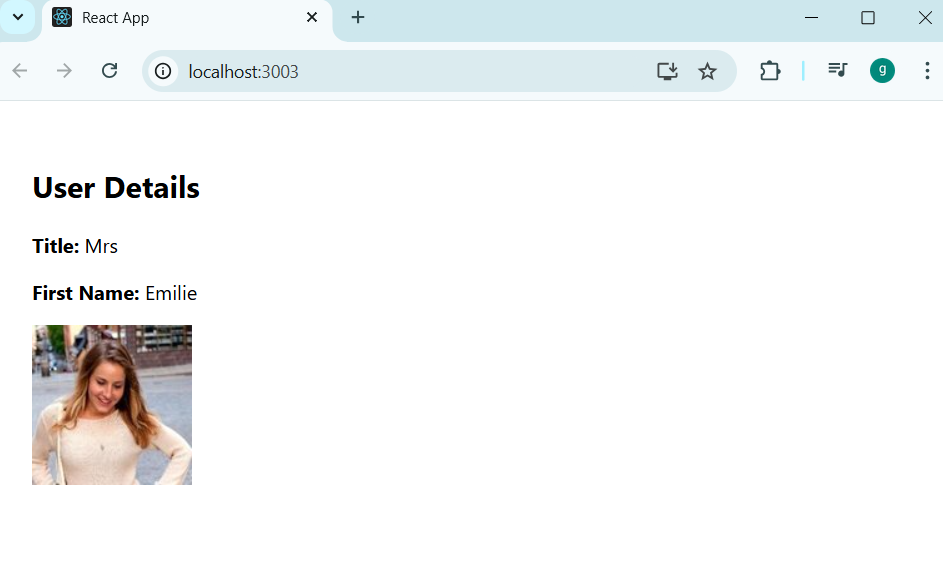 React App
localhost:3003
g
User Details
Title: Mrs
First Name: Emilie